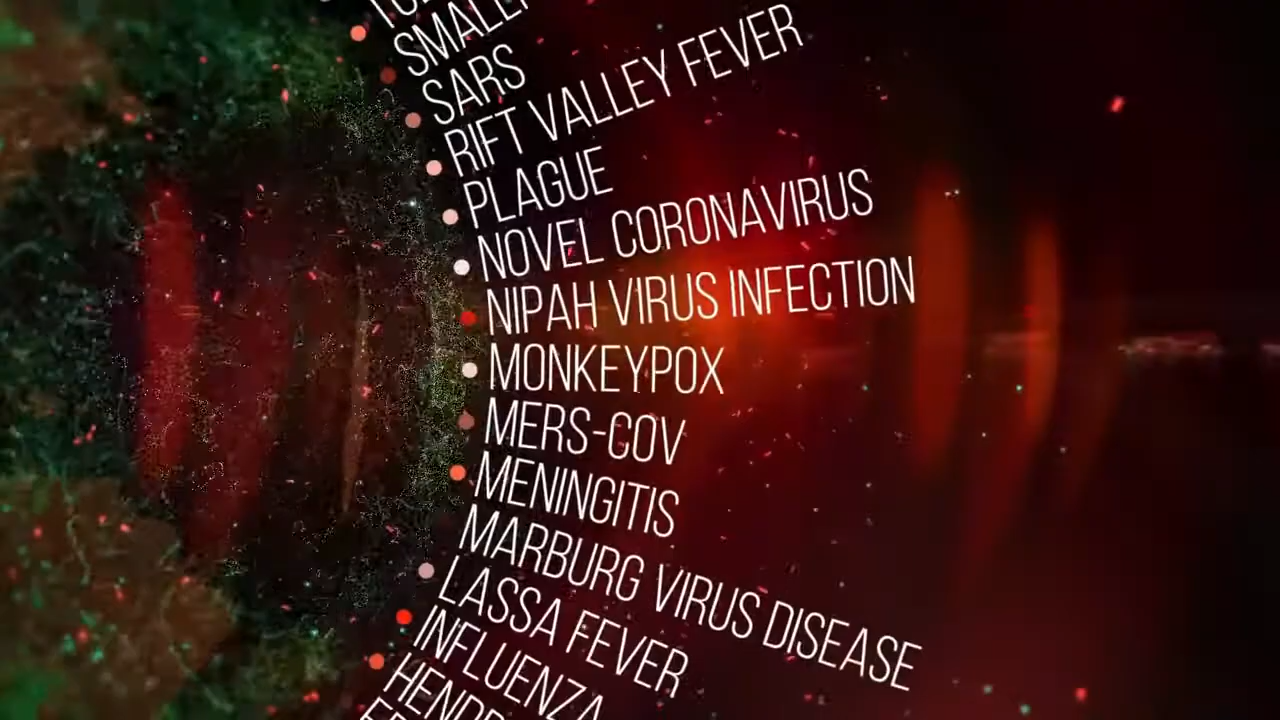 SARS
RIFT VALLEY FEVER
PLAGUE
NOVEL CORONAVIRUS
NIPAH VIRUS INFECTION
MONKEYPOX
MERS-COV
MENINGITIS
MARBURG VIRUS DISEASE
LASSA FEVER
INFLUENZA